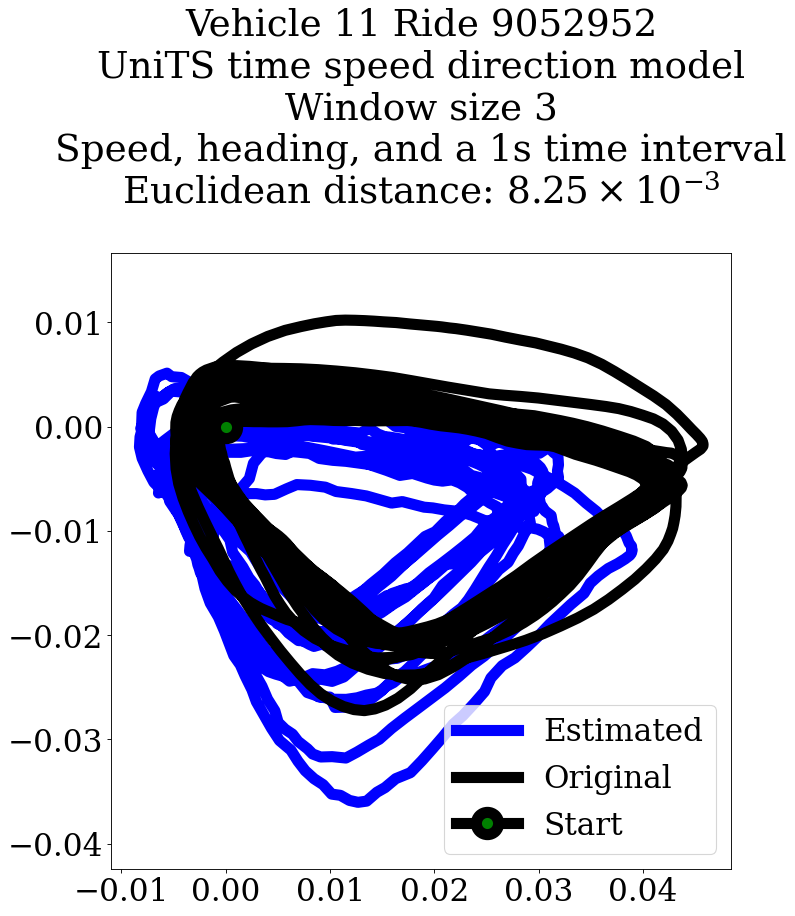 Vehicle 11 Ride 9052952
UniTS time speed direction model
Window size 3
Speed, heading, and a 1s time interval
Euclidean distance: 8.25 × 10⁻³
0.01
0.00
−0.01
−0.02
−0.03
−0.04
Estimated
Original
Start
−0.01 0.00 0.01 0.02 0.03 0.04